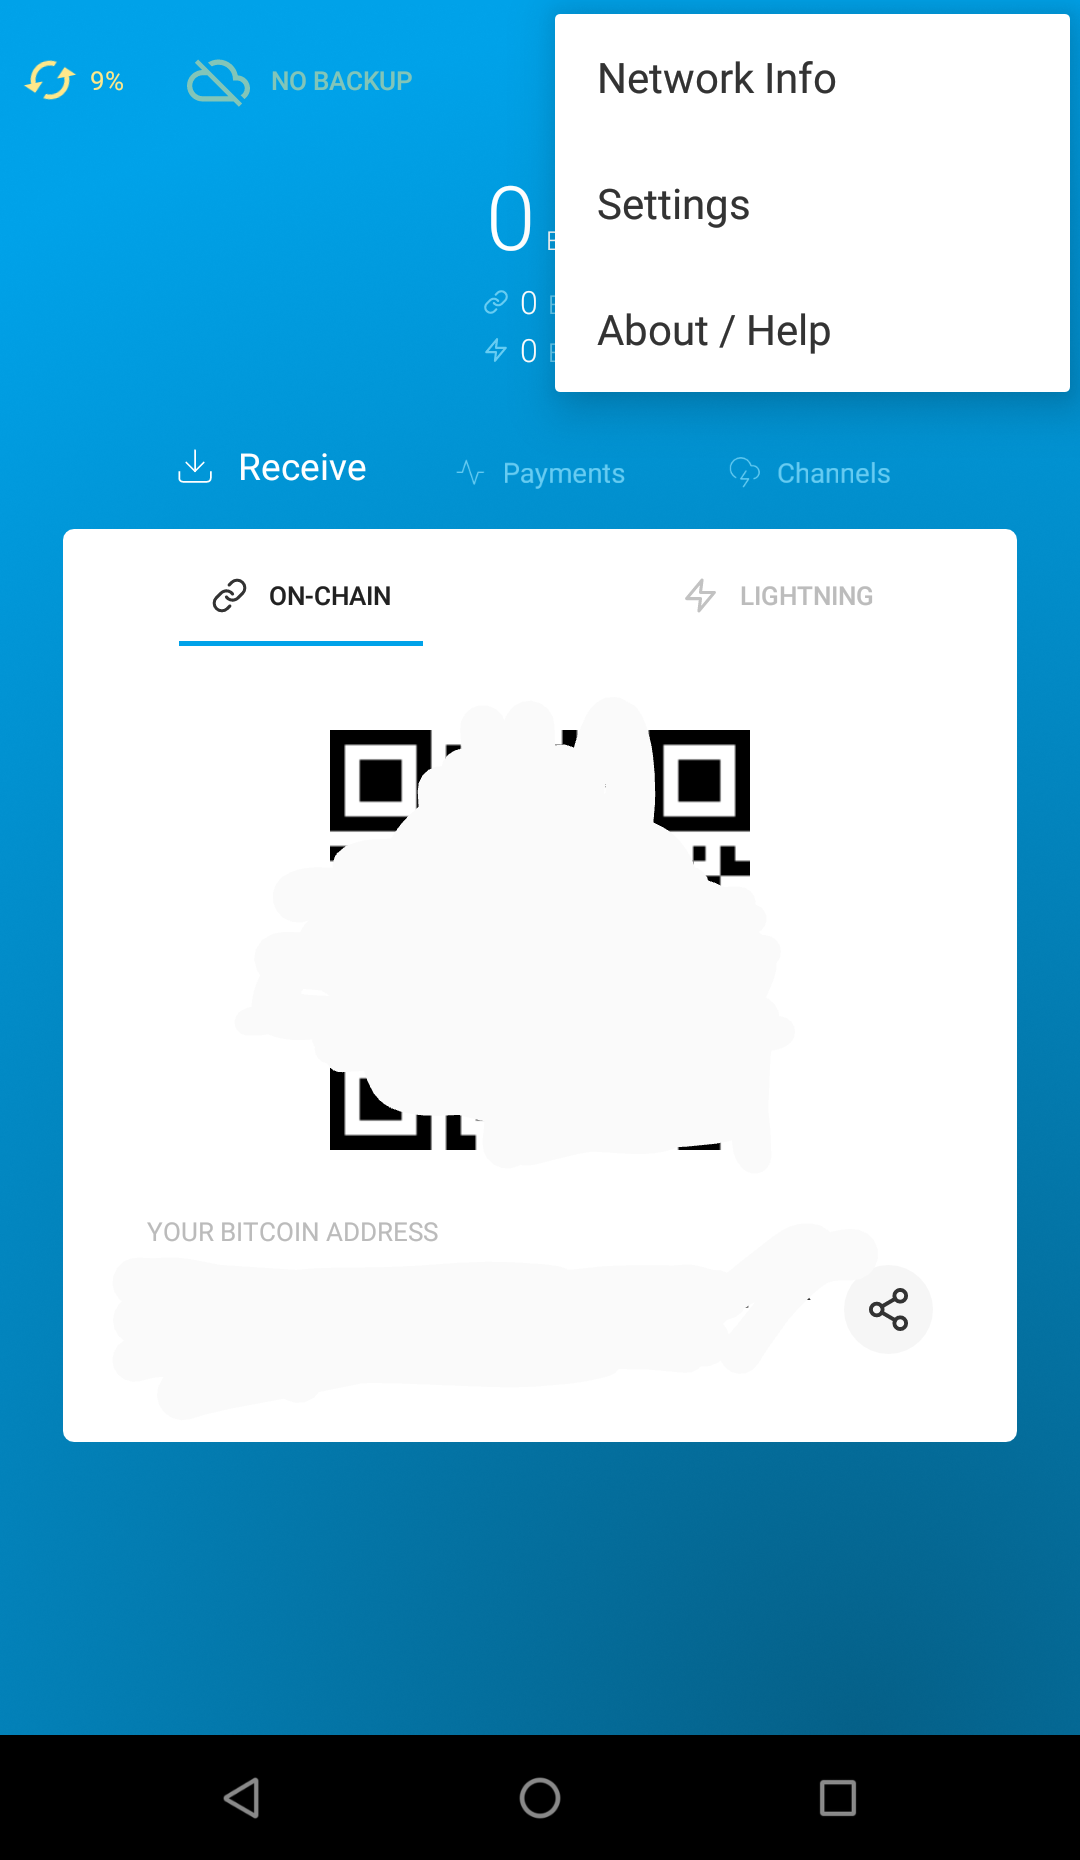 9%
NO BACKUP
Network Info
Settings
About / Help
0
0
0
Receive
Payments
Channels
ON-CHAIN
LIGHTNING
YOUR BITCOIN ADDRESS